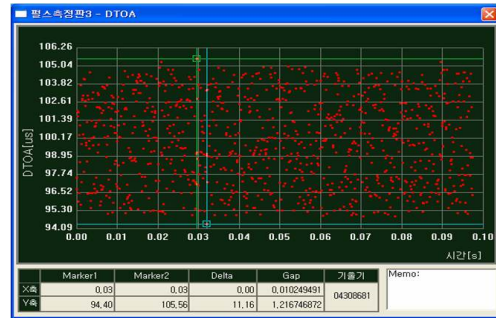 펄스측정판3 - DTOA
106.26
105.04
103.82
102.61
101.39
100.17
98.95
97.74
96.52
95.30
94.09
DTOA[us]
0.00 0.01 0.02 0.03 0.04 0.05 0.06 0.07 0.08 0.09 0.10
시간[s]
Marker1 Marker2 Delta Gap 기울기 Memo:
X축 0,03 0,03 0,00 0,010249491 04308681
Y축 94,40 105,56 11,16 1,216746872